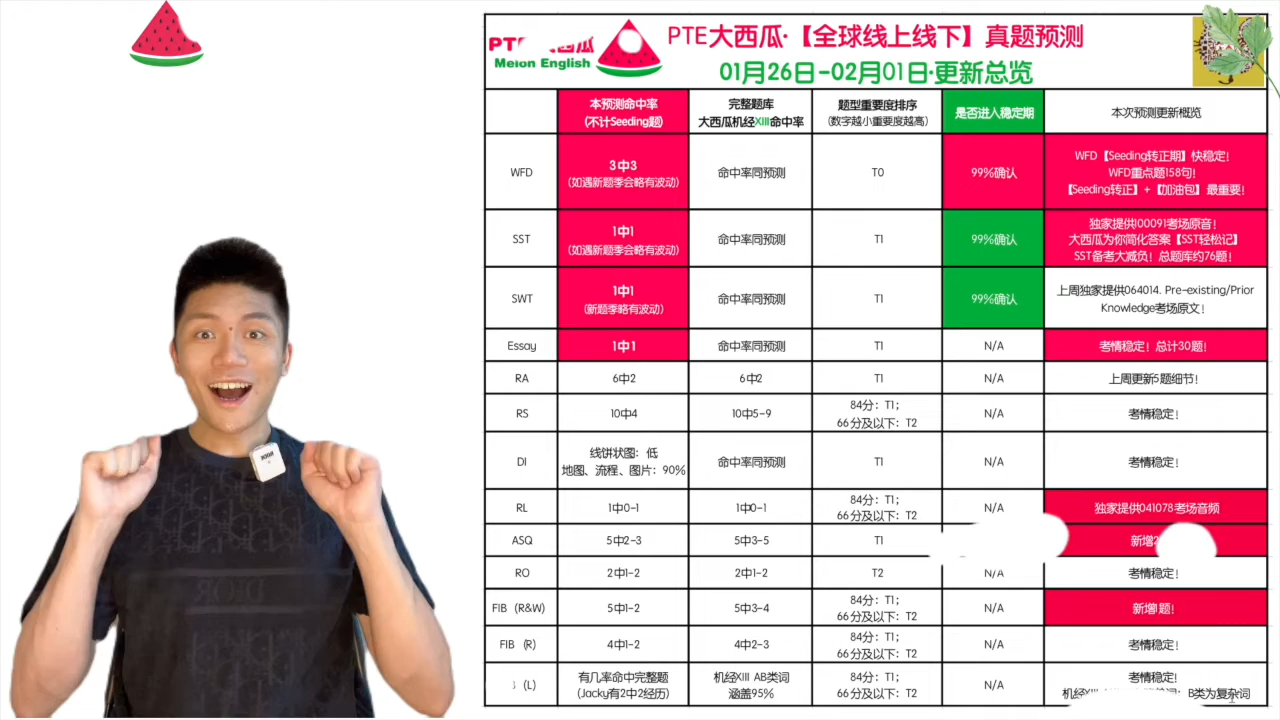 PTE大西瓜·【全球线上线下】真题预测
Melon English
01月26日-02月01日·更新总览
本预测命中率
(不计Seeding题)
完整题库
大西瓜机经XIII命中率
题型重要度排序
(数字越小重要度越高)
是否进入稳定期
本次预测更新概览
WFD
3中3
(如遇新题季会略有波动)
命中率同预测
T0
99%确认
WFD【Seeding转正期】快稳定!
WFD重点题158句!
【Seeding转正】+【加油包】最重要!
SST
1中1
(如遇新题季会略有波动)
命中率同预测
T1
99%确认
独家提供100091考场原音!
大西瓜为你简化答案【SST轻松记】
SST备考大减负! 总题库约76题!
SWT
1中1
(新题季略有波动)
命中率同预测
T1
99%确认
上周独家提供064014. Pre-existing/Prior
Knowledge考场原文!
Essay
1中1
命中率同预测
T1
N/A
考情稳定! 总计30题!
RA
6中2
6中2
T1
N/A
上周更新5题细节!
RS
10中4
10中5-9
84分: T1;
66分及以下: T2
N/A
考情稳定!
DI
线饼状图: 低
地图、流程、图片: 90%
命中率同预测
T1
N/A
考情稳定!
RL
1中0-1
1中0-1
84分: T1;
66分及以下: T2
N/A
独家提供041078考场音频
ASQ
5中2-3
5中3-5
T1
新增
RO
2中1-2
2中1-2
T2
N/A
考情稳定!
FIB (R&W)
5中1-2
5中3-4
84分: T1;
66分及以下: T2
N/A
新增1题!
FIB (R)
4中1-2
4中2-3
84分: T1;
66分及以下: T2
N/A
考情稳定!
(L)
有几率命中完整题
(Jacky有2中2经历)
机经XIII AB类词
涵盖95%
84分: T1;
66分及以下: T2
N/A
考情稳定!
B类为复杂词